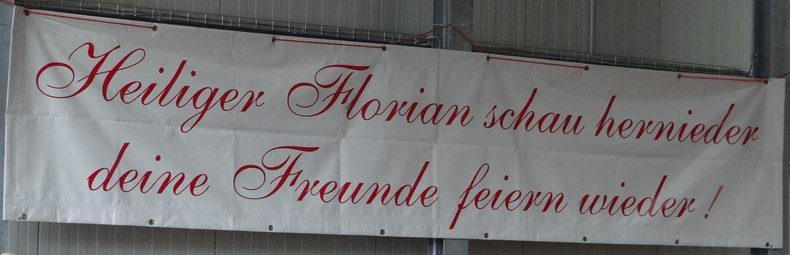 Heiliger Florian schau hernieder
deine Freunde feiern wieder!